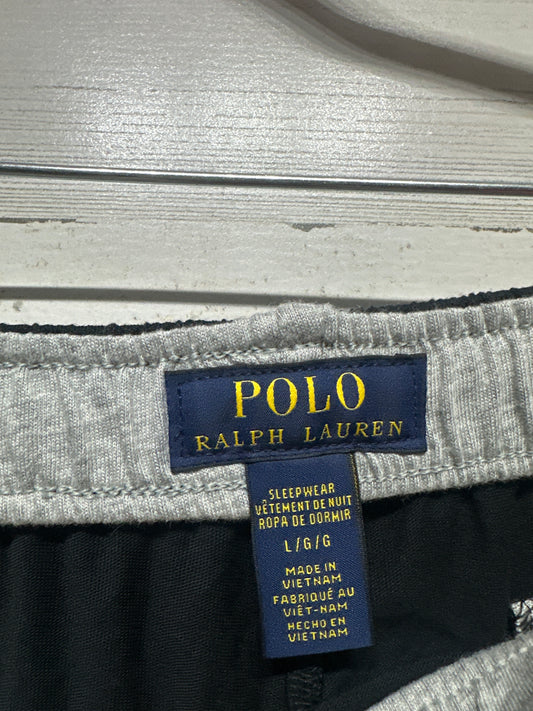 POLO
RALPH LAUREN
SLEEPWEAR
VÊTEMENT DE NUIT
ROPA DE DORMIR
L/G/G
MADE IN
VIETNAM
FABRIQUÉ AU
VIÊT-NAM
HECHO EN
VIETNAM